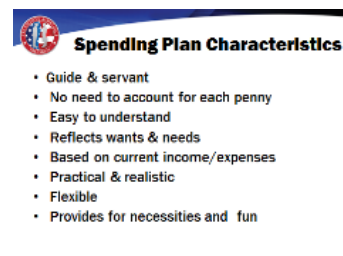 Spending Plan Characteristics
• Guide & servant
• No need to account for each penny
• Easy to understand
• Reflects wants & needs
• Based on current income/expenses
• Practical & realistic
• Flexible
• Provides for necessities and fun